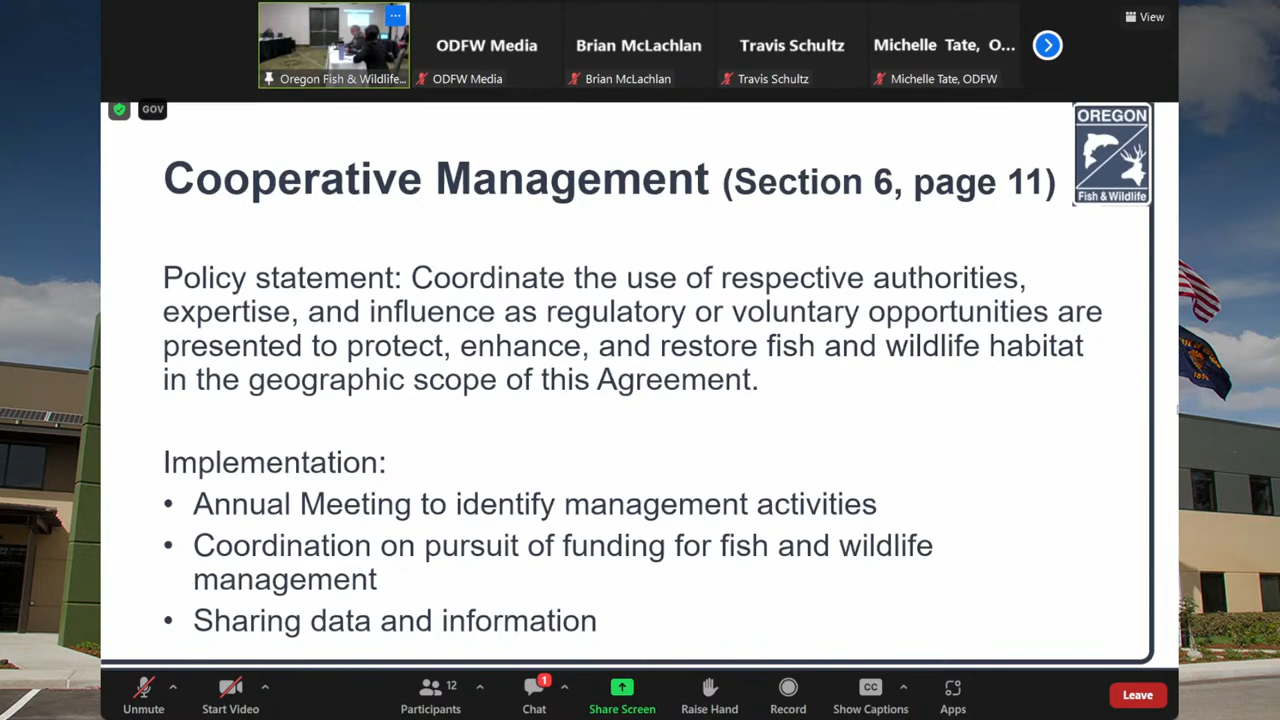 View
ODFW Media
Brian McLachlan
Travis Schultz
Michelle Tate, O...
Oregon Fish & Wildlife...
ODFW Media
Brian McLachlan
Travis Schultz
Michelle Tate, ODFW
GOV
OREGON
Fish & Wildlife
Cooperative Management (Section 6, page 11)
Policy statement: Coordinate the use of respective authorities,
expertise, and influence as regulatory or voluntary opportunities are
presented to protect, enhance, and restore fish and wildlife habitat
in the geographic scope of this Agreement.
Implementation:
• Annual Meeting to identify management activities
• Coordination on pursuit of funding for fish and wildlife
management
• Sharing data and information
Unmute
Start Video
12
Participants
1
Chat
Share Screen
Raise Hand
Record
CC
Show Captions
Apps
Leave